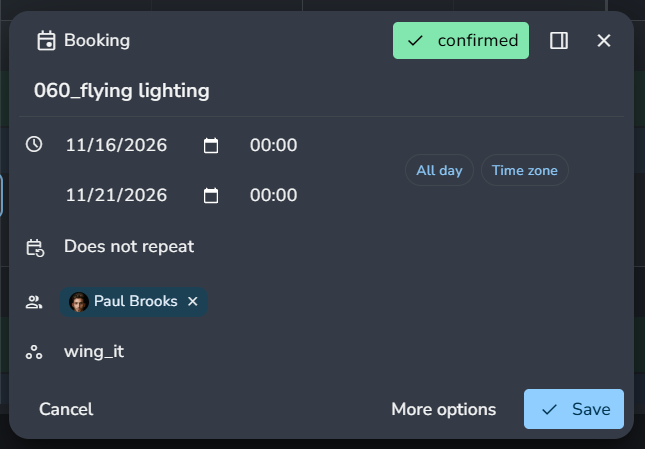 Booking
confirmed
060_flying lighting
11/16/2026 00:00
All day Time zone
11/21/2026 00:00
Does not repeat
Paul Brooks
wing_it
Cancel More options Save